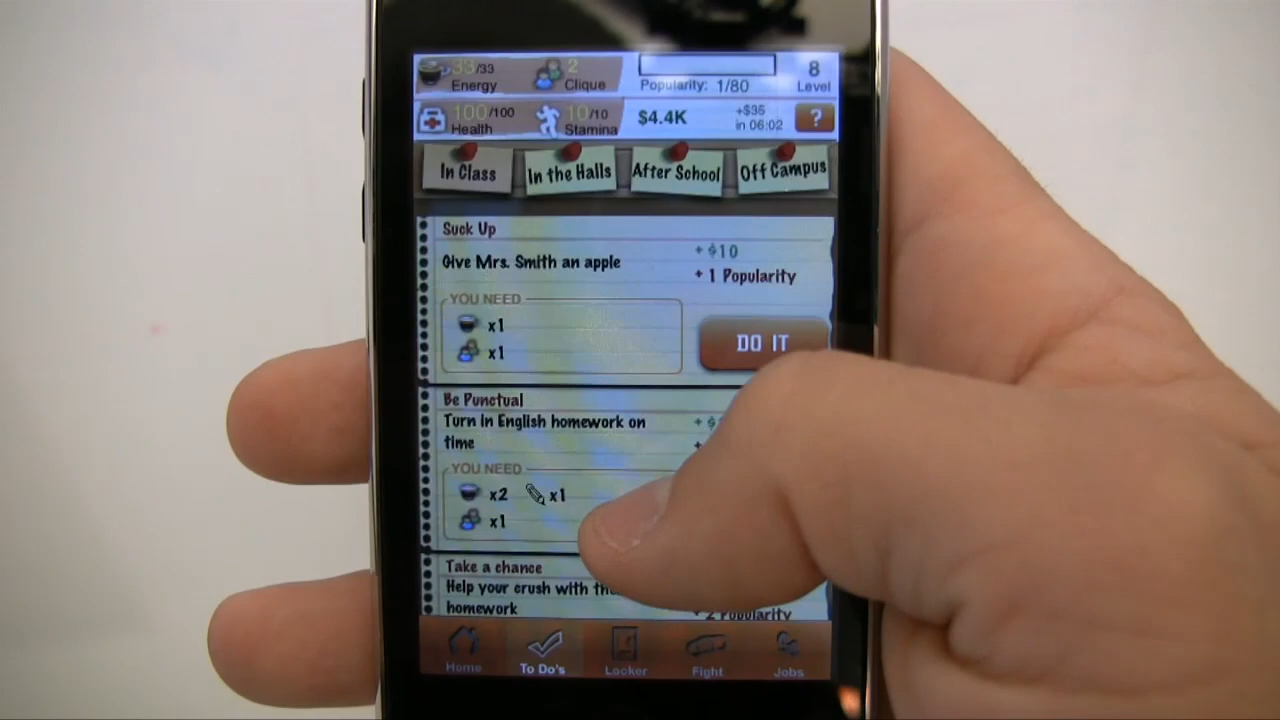 33/33 Energy 2 Clique Popularity: 1/80 8 Level
100/100 Health 10/10 Stamina $4.4K +$35 in 06:02 ?
In Class In the Halls After School Off Campus
Suck Up
Give Mrs. Smith an apple
+ $10
+ 1 Popularity
YOU NEED
x1
x1
DO IT
Be Punctual
Turn in English homework on
time
YOU NEED
x2 x1
x1
Take a chance
Help your crush with
homework
+ 2 Popularity
Home To Do's Locker Fight Jobs